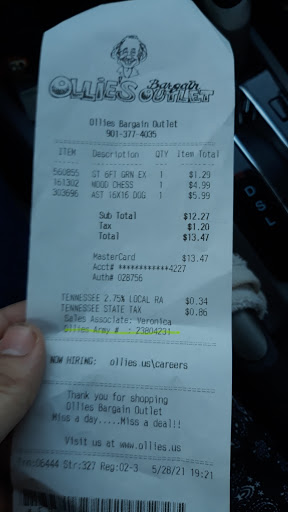 OLLIE'S Bargain OUTLET
Ollies Bargain Outlet
901-377-4035
ITEM Description QTY Item Total
560855 GT 6FT GRN EX 1 $1.29
161302 WOOD CHESS 1 $4.99
303696 AST 16X16 DOG 1 $5.99
Sub Total $12.27
Tax $1.20
Total $13.47
MasterCard $13.47
Acct# ************4227
Auth# 028756
TENNESSEE 2.75% LOCAL RA $0.34
TENNESSEE STATE TAX $0.86
Sales Associate: Varonica
Ollies Army # : 23804231
NOW HIRING: ollies us\careers
Thank you for shopping
Ollies Bargain Outlet
Miss a day.....Miss a deal!!
Visit us at www.ollies.us
Str:327 Reg:02-3 5/28/21 19:21
D
S
L